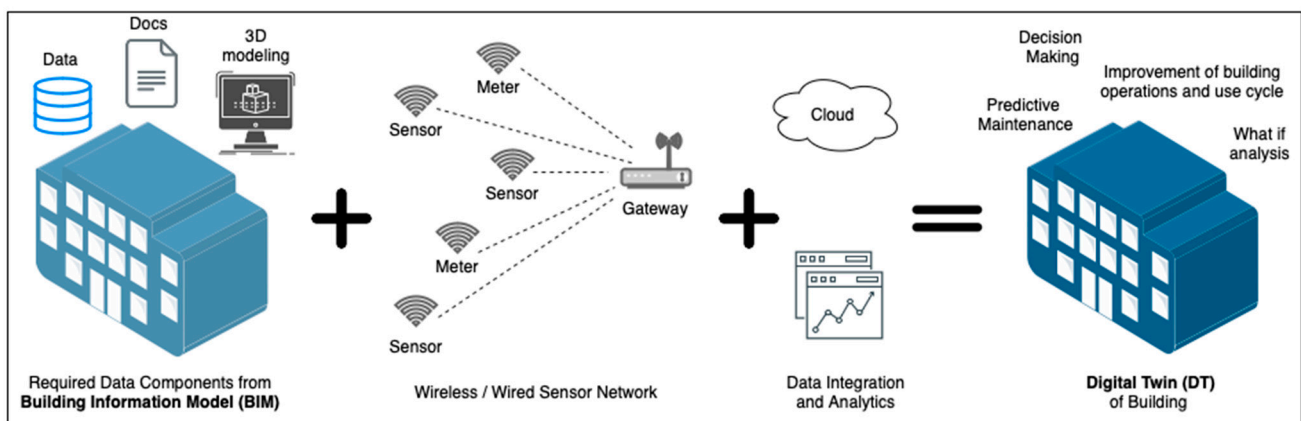 Data
Docs
3D
modeling
Required Data Components from
Building Information Model (BIM)
Meter
Sensor
Sensor
Meter
Sensor
Gateway
Wireless / Wired Sensor Network
Cloud
Data Integration
and Analytics
Decision
Making
Improvement of building
operations and use cycle
Predictive
Maintenance
What if
analysis
Digital Twin (DT)
of Building